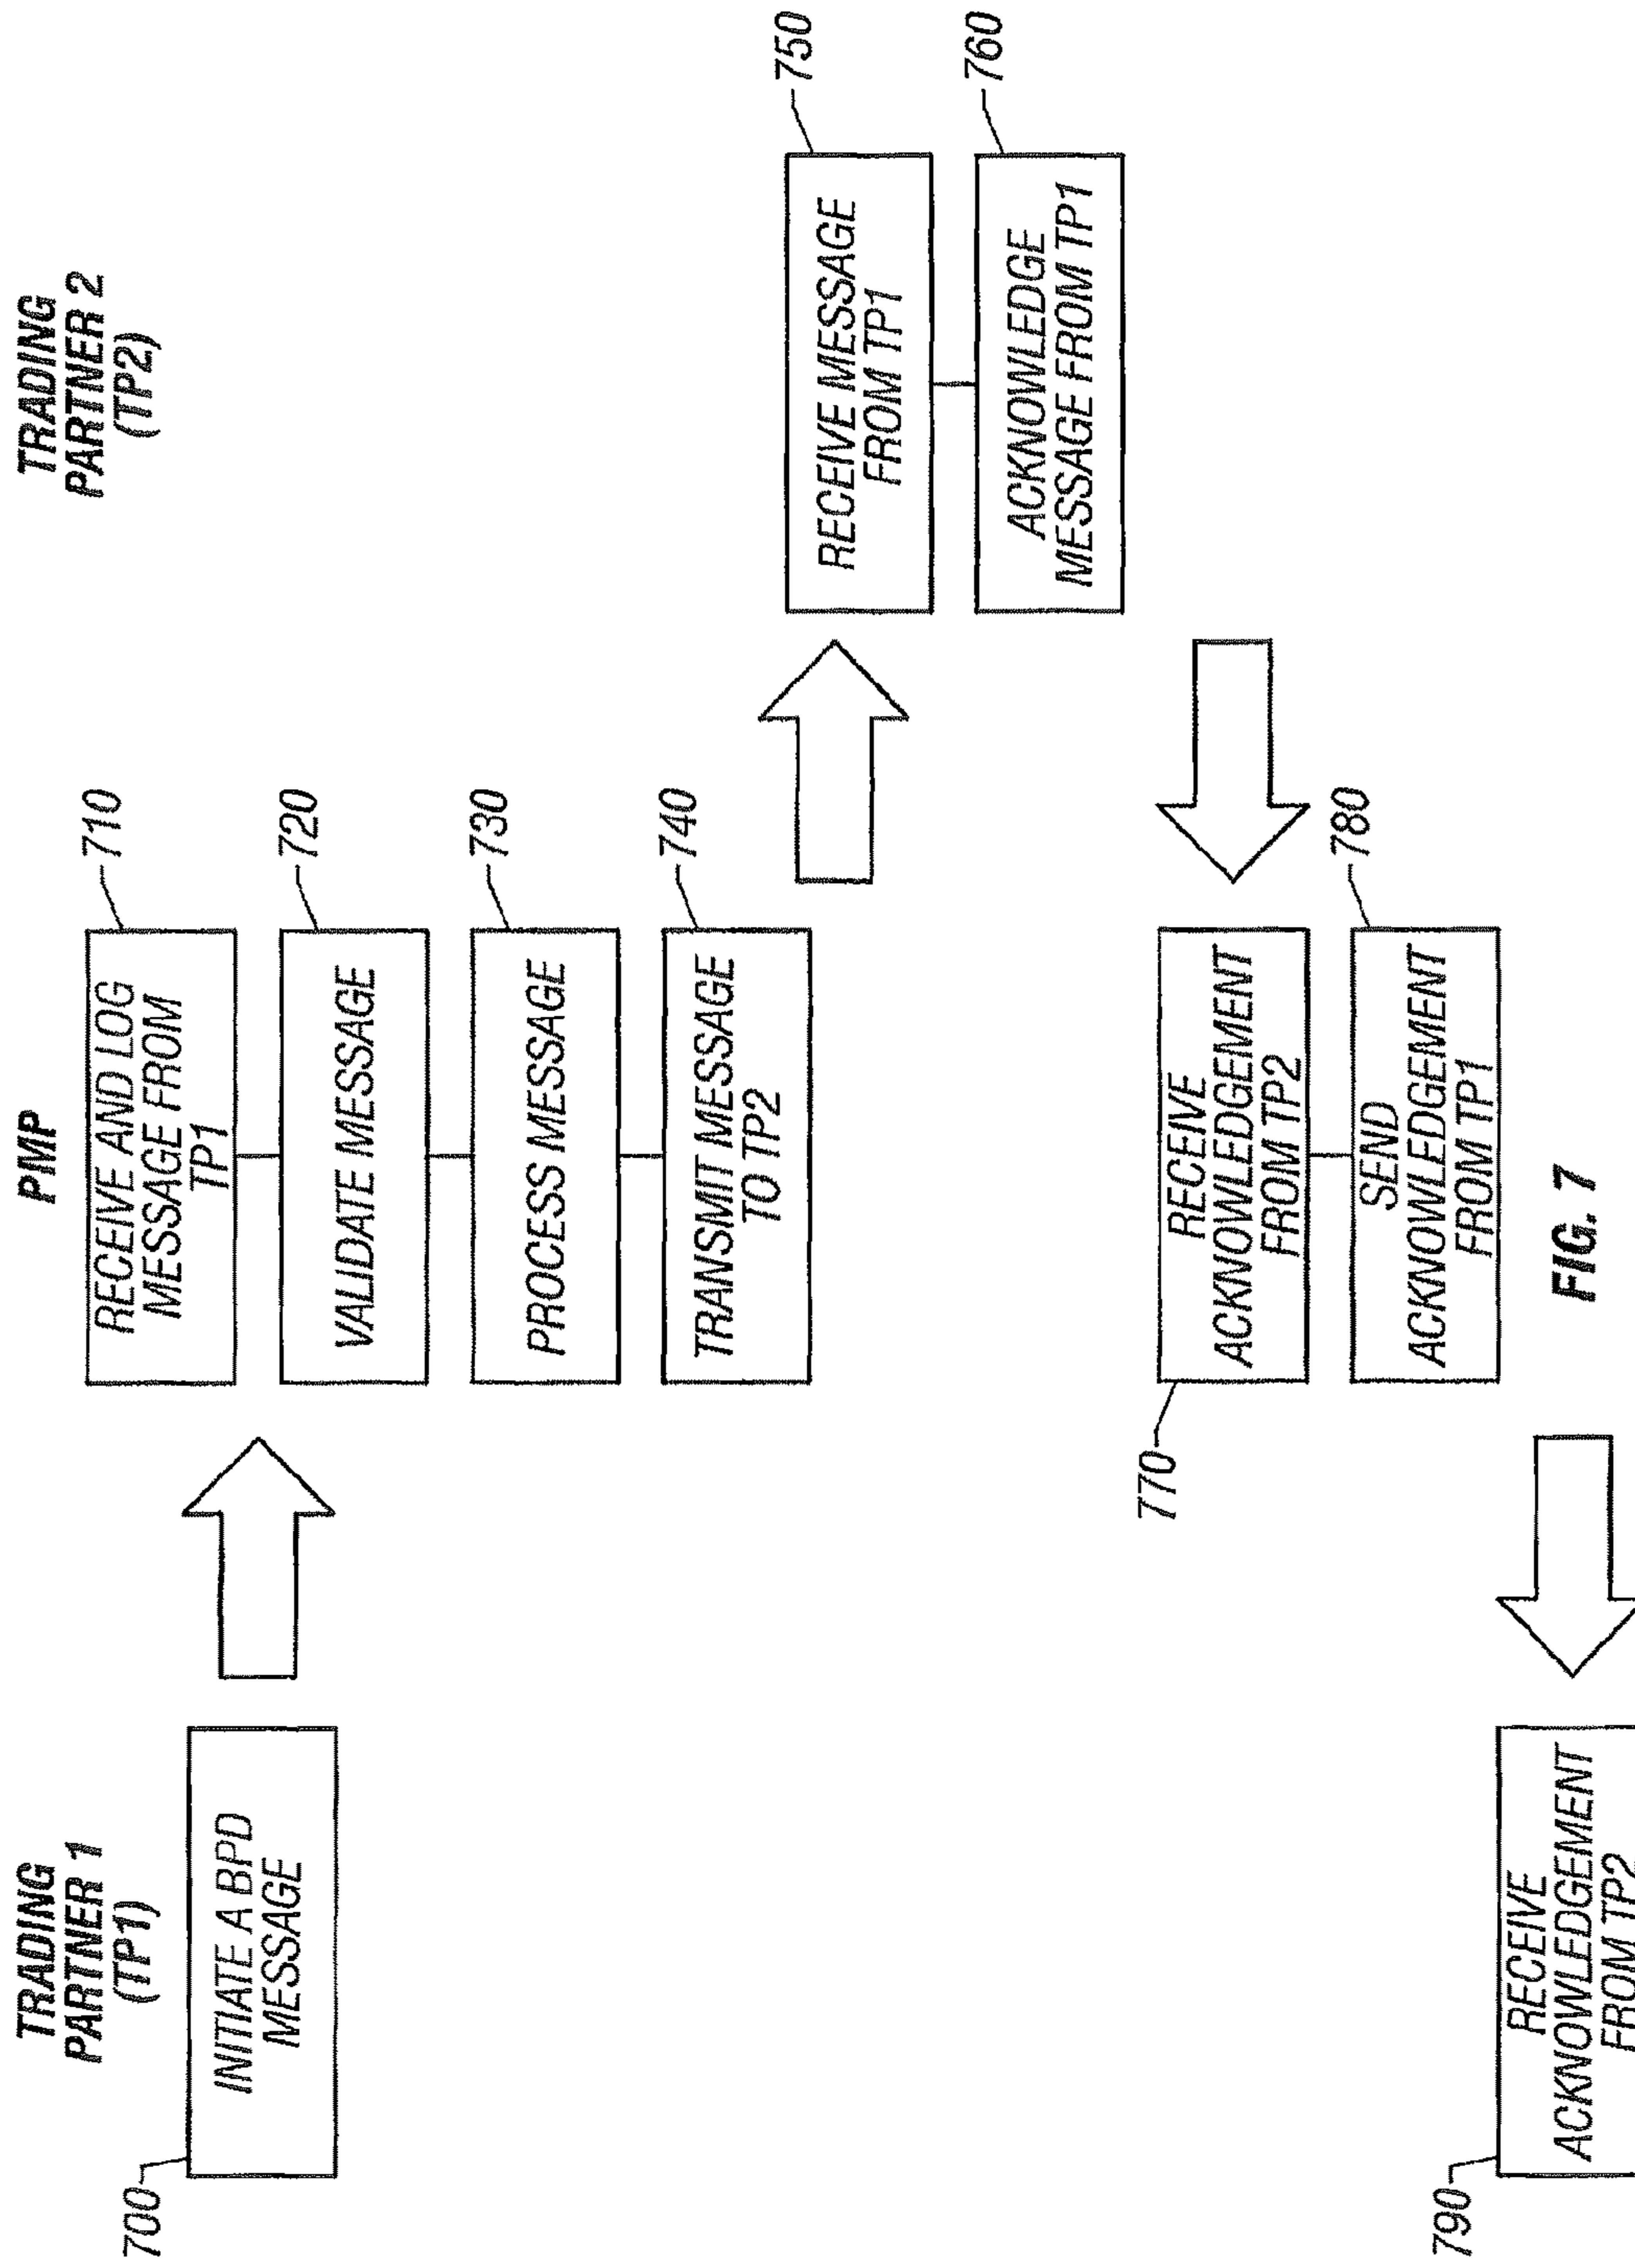 TRADING
PARTNER 1
(TP1)
PMP
TRADING
PARTNER 2
(TP2)
700
INITIATE A BPD
MESSAGE
710
RECEIVE AND LOG
MESSAGE FROM
TP1
720
VALIDATE MESSAGE
730
PROCESS MESSAGE
740
TRANSMIT MESSAGE
TO TP2
750
RECEIVE MESSAGE
FROM TP1
760
ACKNOWLEDGE
MESSAGE FROM TP1
770
RECEIVE
ACKNOWLEDGEMENT
FROM TP2
780
SEND
ACKNOWLEDGEMENT
FROM TP1
790
RECEIVE
ACKNOWLEDGEMENT
FROM TP2
FIG. 7